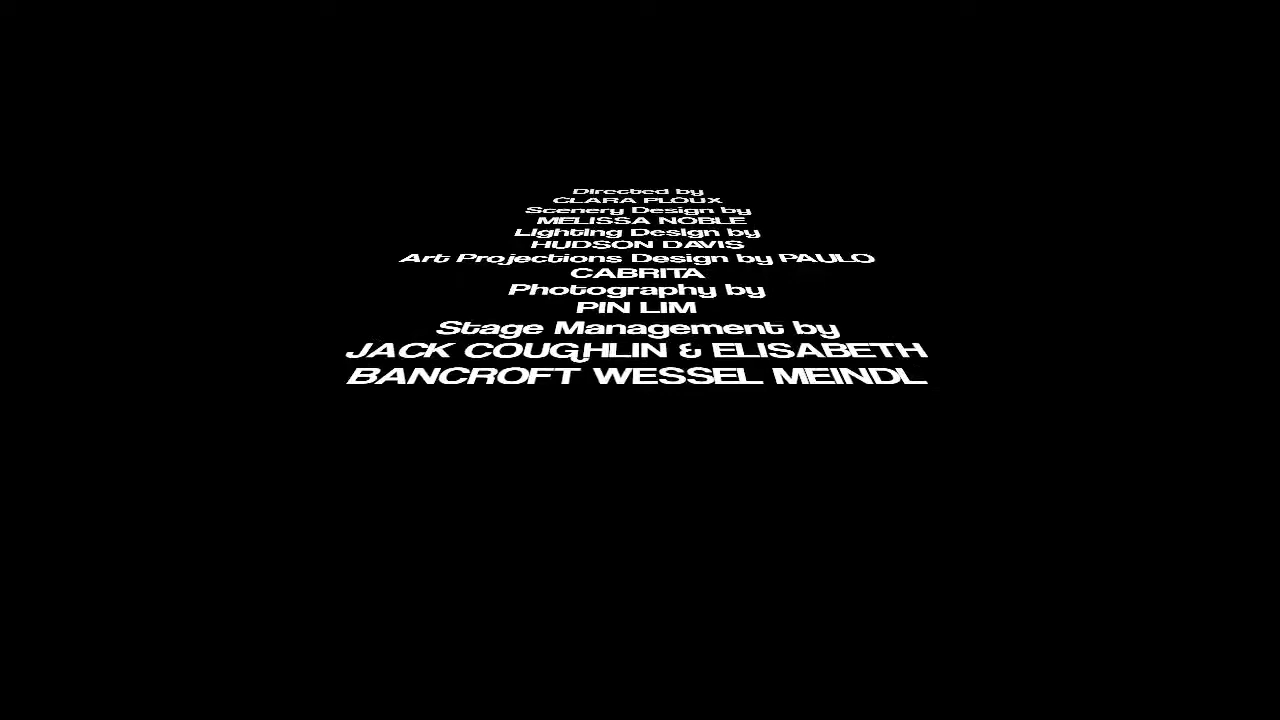 Directed by
CLARA PLOUX
Scenery Design by
MELISSA NOBLE
Lighting Design by
HUDSON DAVIS
Art Projections Design by PAULO
CABRITA
Photography by
PIN LIM
Stage Management by
JACK COUGHLIN & ELISABETH
BANCROFT WESSEL MEINDL